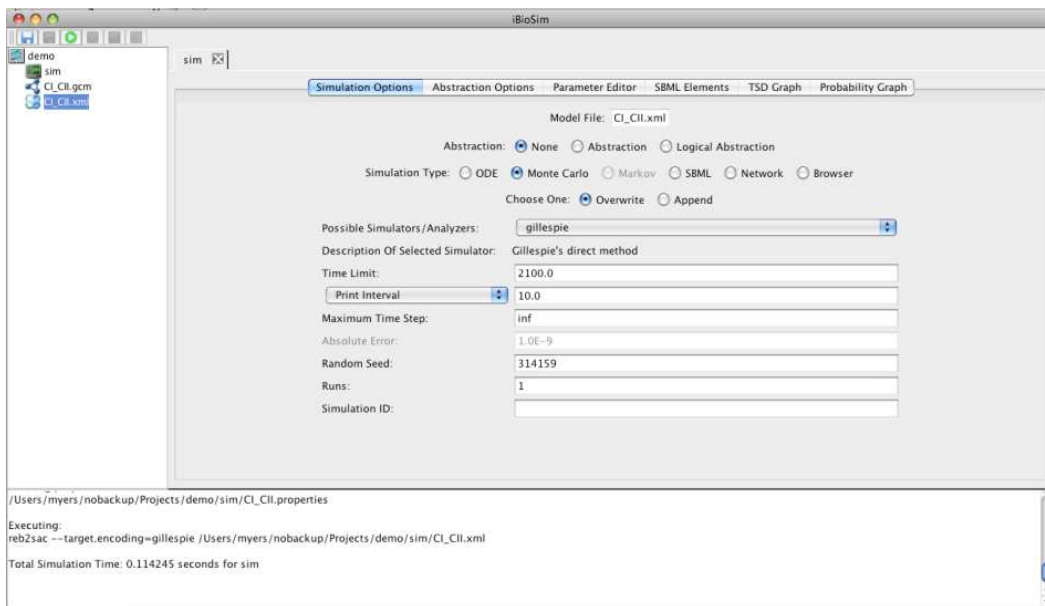 iBioSim
demo
sim
CI_CII.gcm
CI_CII.xml
sim
Simulation Options Abstraction Options Parameter Editor SBML Elements TSD Graph Probability Graph
Model File: CI_CII.xml
Abstraction: None Abstraction Logical Abstraction
Simulation Type: ODE Monte Carlo Markov SBML Network Browser
Choose One: Overwrite Append
Possible Simulators/Analyzers: gillespie
Description Of Selected Simulator: Gillespie's direct method
Time Limit: 2100.0
Print Interval 10.0
Maximum Time Step: inf
Absolute Error: 1.0E-9
Random Seed: 314159
Runs: 1
Simulation ID:
/Users/myers/nobackup/Projects/demo/sim/CI_CII.properties
Executing:
reb2sac --target.encoding=gillespie /Users/myers/nobackup/Projects/demo/sim/CI_CII.xml
Total Simulation Time: 0.114245 seconds for sim